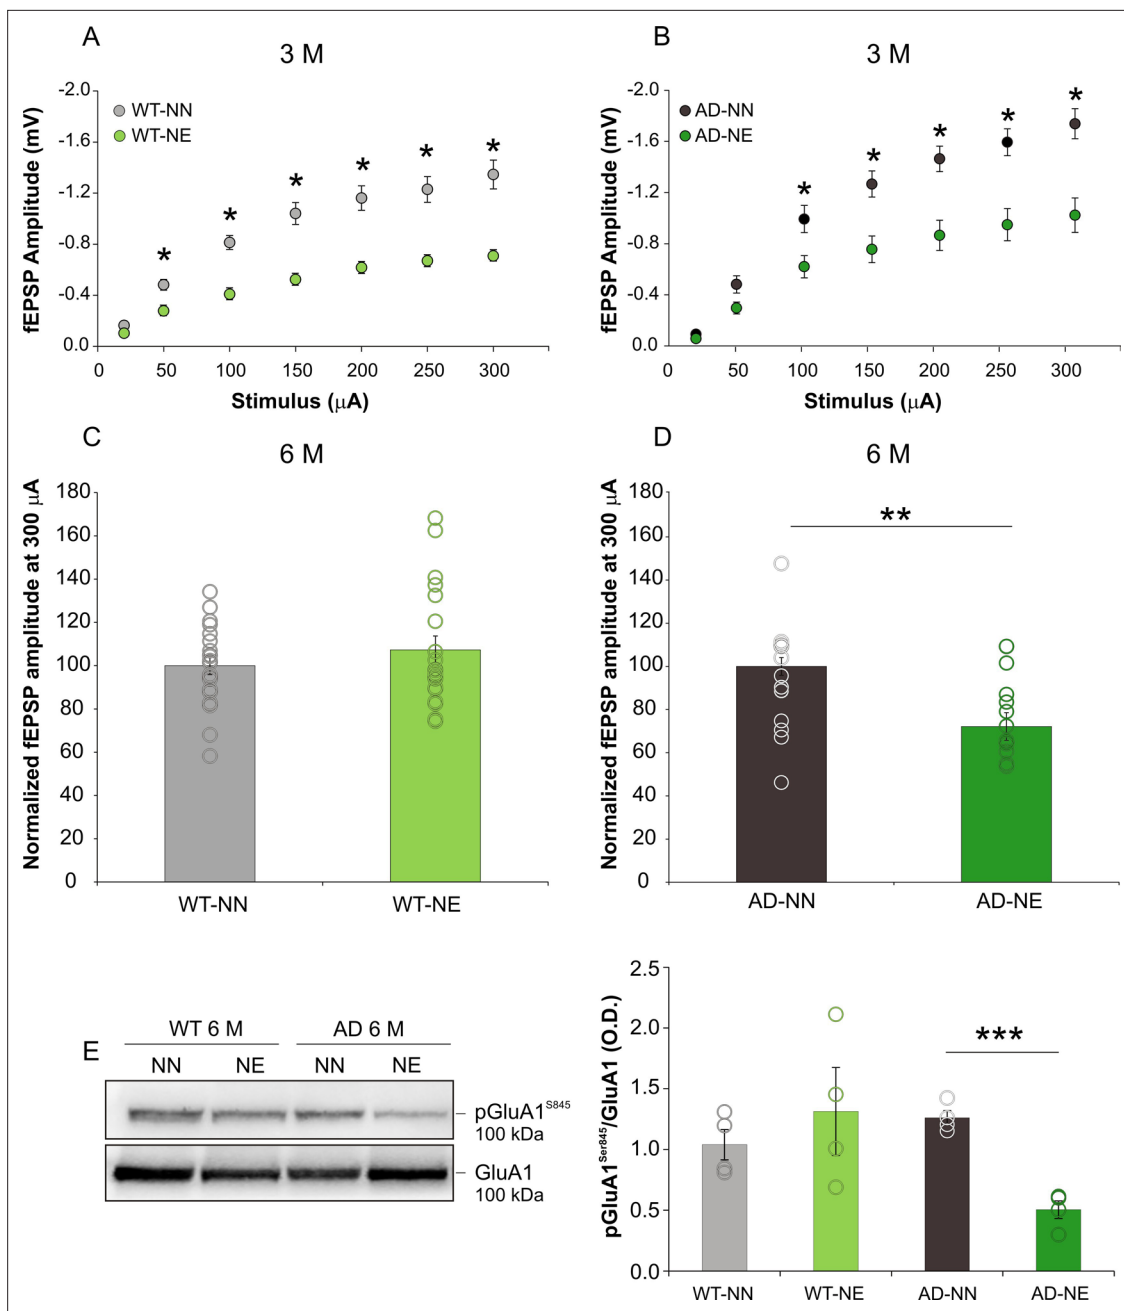 A
3 M
fEPSP Amplitude (mV)
-2.0
-1.6
-1.2
-0.8
-0.4
0.0
WT-NN
WT-NE
*
*
*
*
*
*
0
50
100
150
200
250
300
Stimulus (μA)
B
3 M
fEPSP Amplitude (mV)
-2.0
-1.6
-1.2
-0.8
-0.4
0.0
AD-NN
AD-NE
*
*
*
*
*
0
50
100
150
200
250
300
Stimulus (μA)
C
6 M
Normalized fEPSP amplitude at 300 μA
180
160
140
120
100
80
60
40
20
0
WT-NN
WT-NE
D
6 M
Normalized fEPSP amplitude at 300 μA
180
160
140
120
100
80
60
40
20
0
**
AD-NN
AD-NE
E
WT 6 M
AD 6 M
NN
NE
NN
NE
pGluA1S845
100 kDa
GluA1
100 kDa
pGluA1Ser845/GluA1 (O.D.)
2.5
2.0
1.5
1.0
0.5
0.0
***
WT-NN
WT-NE
AD-NN
AD-NE